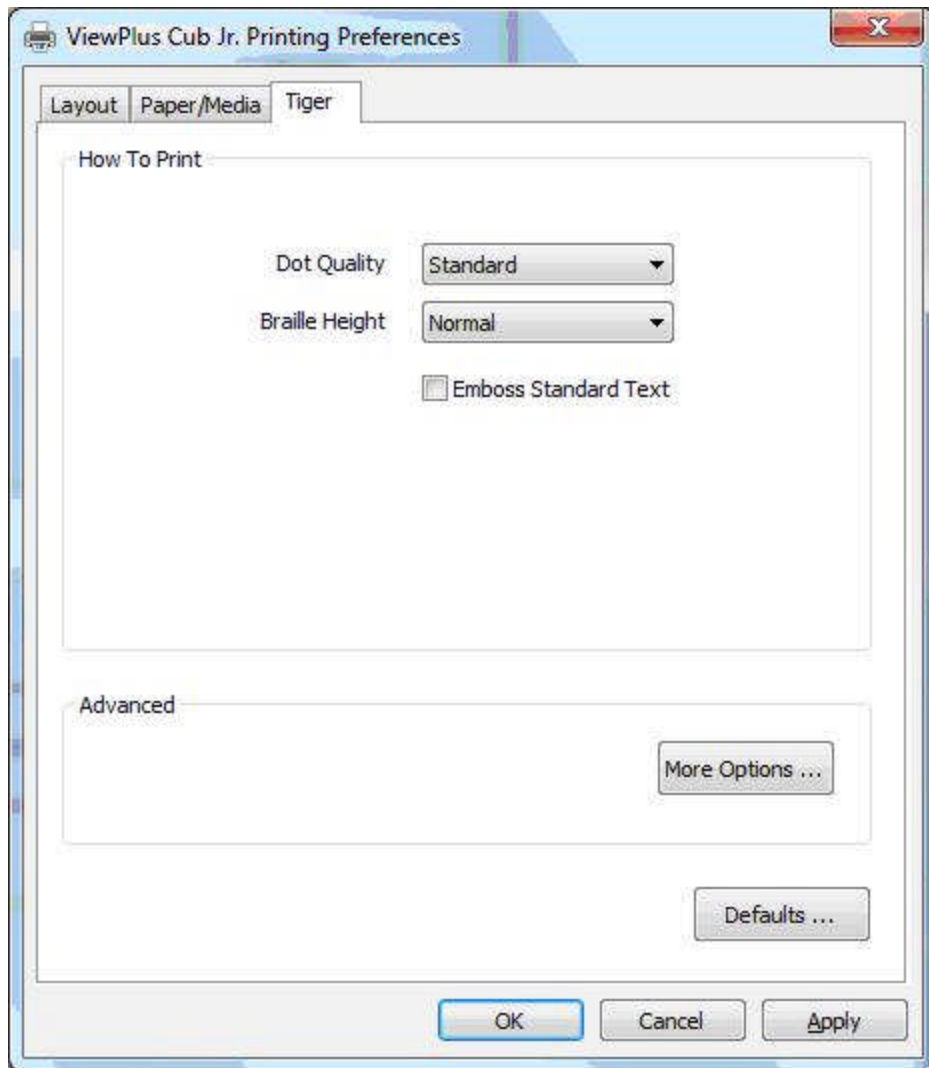 ViewPlus Cub Jr. Printing Preferences
Layout Paper/Media Tiger
How To Print
Dot Quality Standard
Braille Height Normal
Emboss Standard Text
Advanced
More Options ...
Defaults ...
OK Cancel Apply